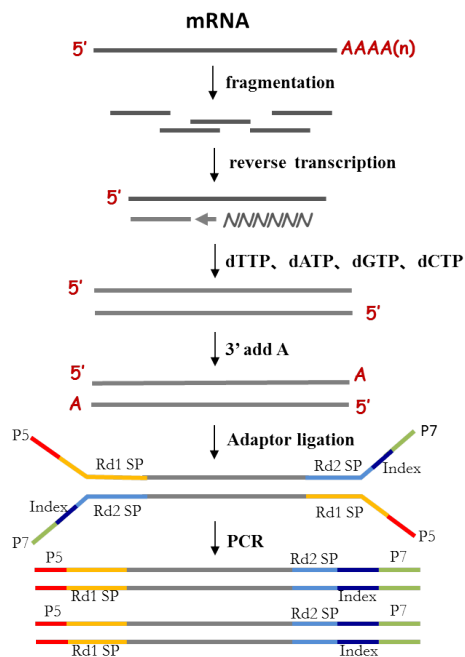 mRNA
5' AAAA(n)
fragmentation
reverse transcription
5'
NNNNNN
dTTP、dATP、dGTP、dCTP
5'
5'
3' add A
5' A
A 5'
Adaptor ligation
P5 P7
Rd1 SP Rd2 SP Index
Index Rd2 SP Rd1 SP
P7 P5
PCR
P5 Rd2 SP P7
Rd1 SP Index
P5 Rd2 SP P7
Rd1 SP Index